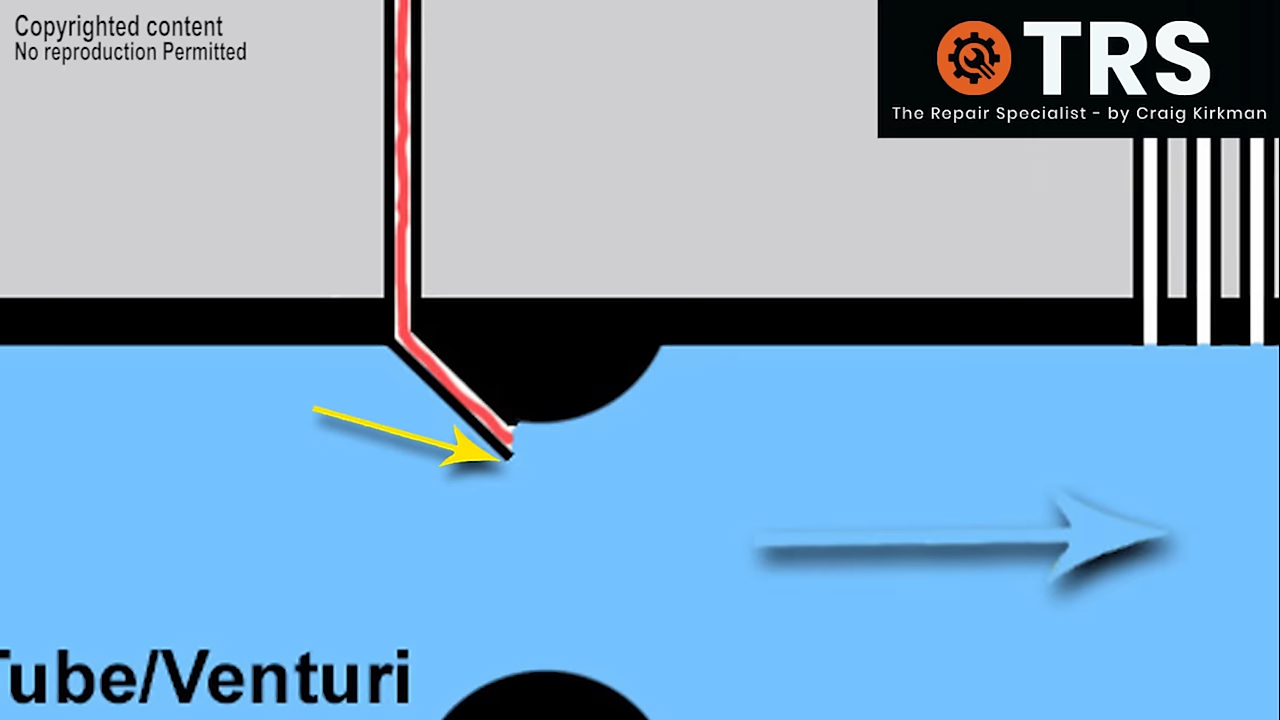 Copyrighted content
No reproduction Permitted
TRS
The Repair Specialist - by Craig Kirkman
Tube/Venturi